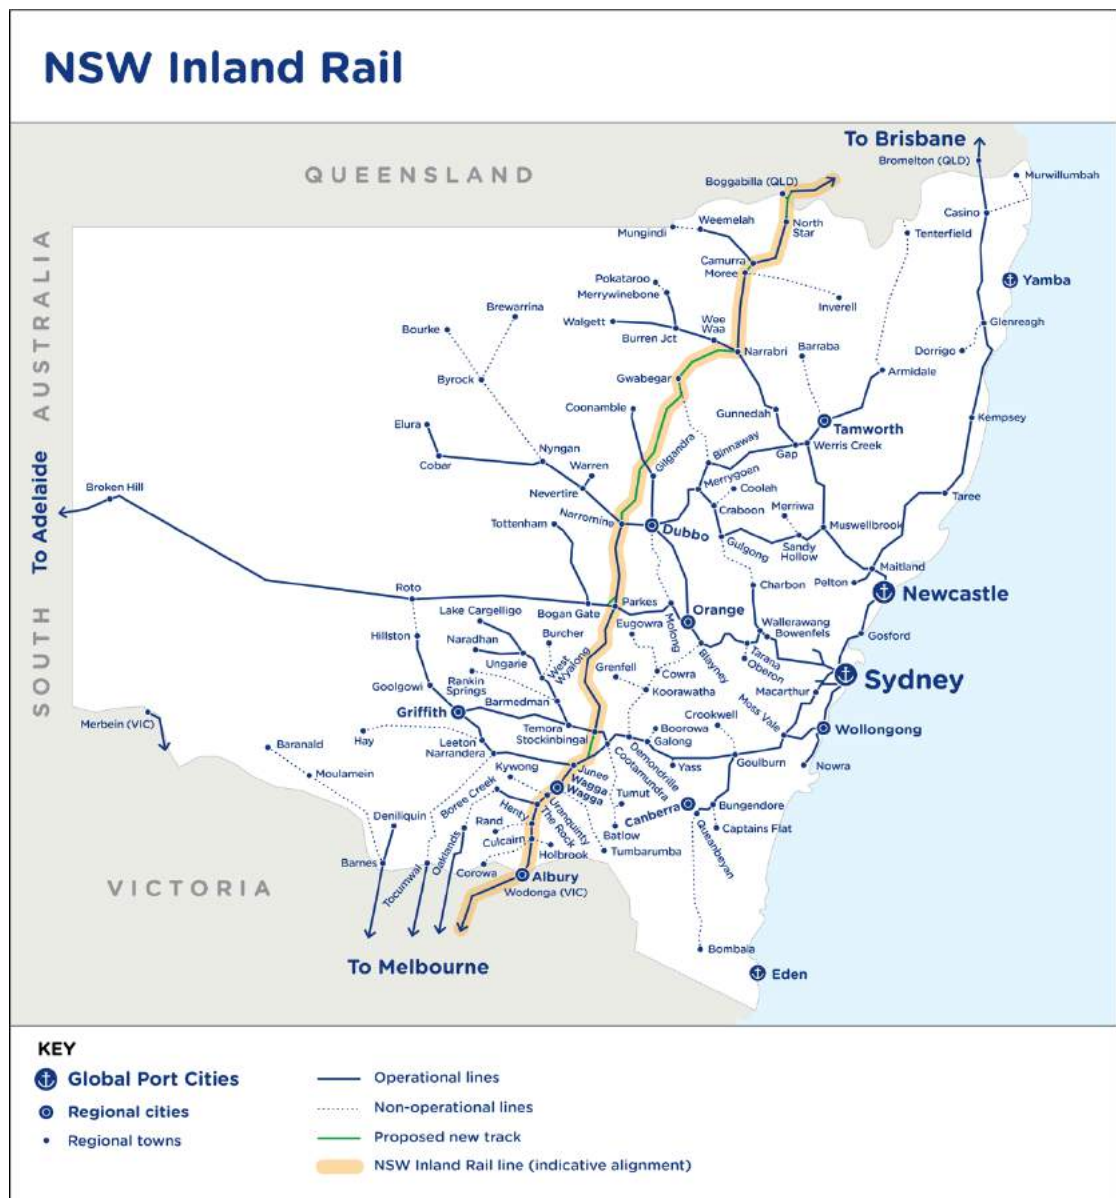 NSW Inland Rail
QUEENSLAND
To Brisbane
Bromelton (QLD)
Murwillumbah
Boggabilla (QLD)
Casino
Weemelah
North
Star
Tenterfield
Mungindi
Camurra
Moree
Yamba
Pokataroo
Merrywinebone
Inverell
Brewarrina
Walgett
Wee
Waa
Glenreagh
Bourke
Burren Jct
Narrabri
Barraba
Dorrigo
Byrock
Gwabegar
Armidale
Coonamble
Gunnedah
Kempsey
Elura
Tamworth
Gilgandra
Binnaway
Gap
Werris Creek
Nyngan
Cobar
Warren
Merrygoen
Coolah
Broken Hill
Nevertire
Craboon
Merriwa
Taree
SOUTH AUSTRALIA
To Adelaide
Tottenham
Narromine
Dubbo
Gulgong
Sandy
Hollow
Muswellbrook
Maitland
Charbon
Pelton
Newcastle
Roto
Lake Cargelligo
Bogan Gate
Parkes
Orange
Eugowra
Molong
Wallerawang
Bowenfels
Gosford
Hillston
Naradhan
Burcher
Ungarie
West
Wyalong
Blayney
Tarana
Oberon
Rankin
Springs
Grenfell
Cowra
Koorawatha
Macarthur
Sydney
Goolgowi
Barmedman
Griffith
Merbein (VIC)
Temora
Stockinbingal
Crookwell
Boorowa
Galong
Moss Vale
Wollongong
Hay
Baranald
Leeton
Narrandera
Demondrille
Cootamundra
Yass
Goulburn
Nowra
Moulamein
Kywong
Junee
Wagga
Wagga
Boree Creek
Uranquinty
The Rock
Henty
Tumut
Canberra
Bungendore
Deniliquin
Rand
Culcairn
Batlow
Captains Flat
Oaklands
Holbrook
Tumbarumba
Queanbeyan
Barnes
Tocumwal
Corowa
Albury
Wodonga (VIC)
VICTORIA
Bombala
To Melbourne
Eden
KEY
Global Port Cities
Regional cities
Regional towns
Operational lines
Non-operational lines
Proposed new track
NSW Inland Rail line (indicative alignment)